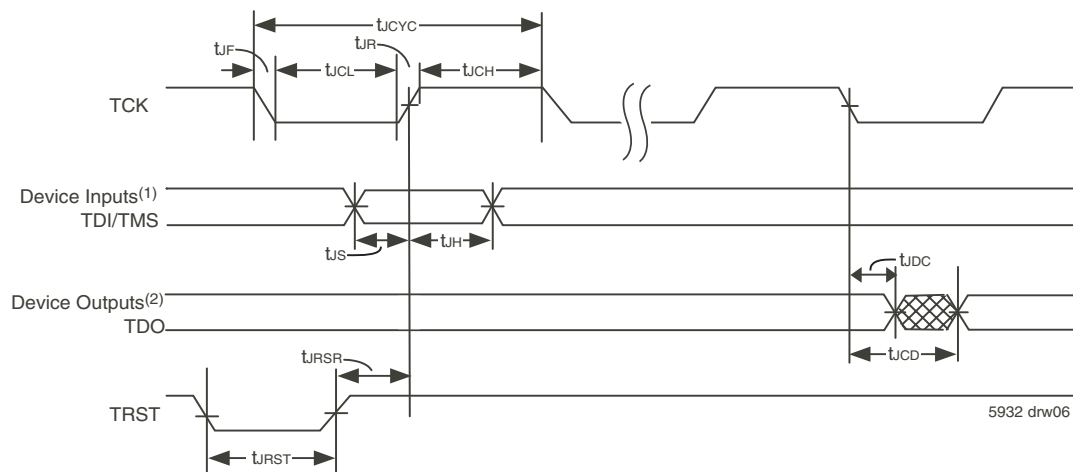 tJCYC
tJF
tJR
tJCL
tJCH
TCK
Device Inputs(1)
TDI/TMS
tJS
tJH
tJDC
Device Outputs(2)
TDO
tJRSR
tJCD
TRST
5932 drw06
tJRST